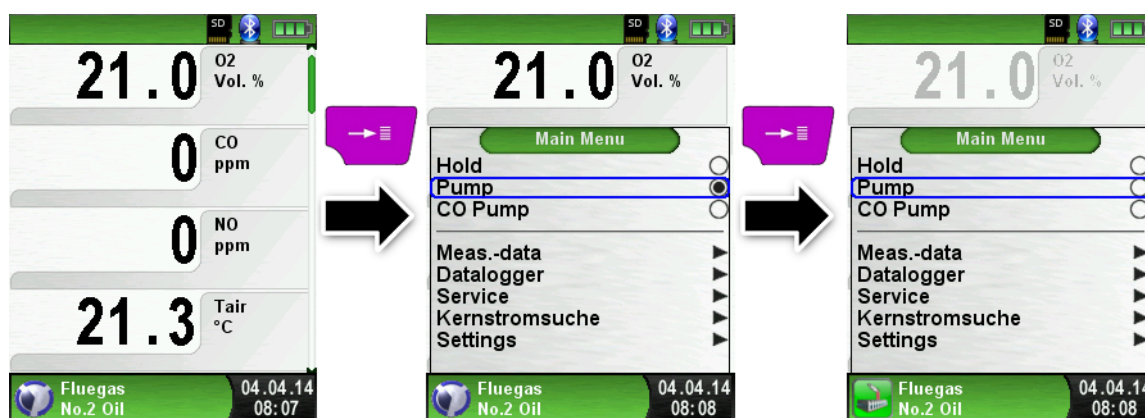 SD
21.0 O2 Vol. %
0 CO ppm
0 NO ppm
21.3 Tair °C
Fluegas 04.04.14
No.2 Oil 08:07
SD
21.0 O2 Vol. %
Main Menu
Hold
Pump
CO Pump
Meas.-data
Datalogger
Service
Kernstromsuche
Settings
Fluegas 04.04.14
No.2 Oil 08:08
SD
21.0 O2 Vol. %
Main Menu
Hold
Pump
CO Pump
Meas.-data
Datalogger
Service
Kernstromsuche
Settings
Fluegas 04.04.14
No.2 Oil 08:08